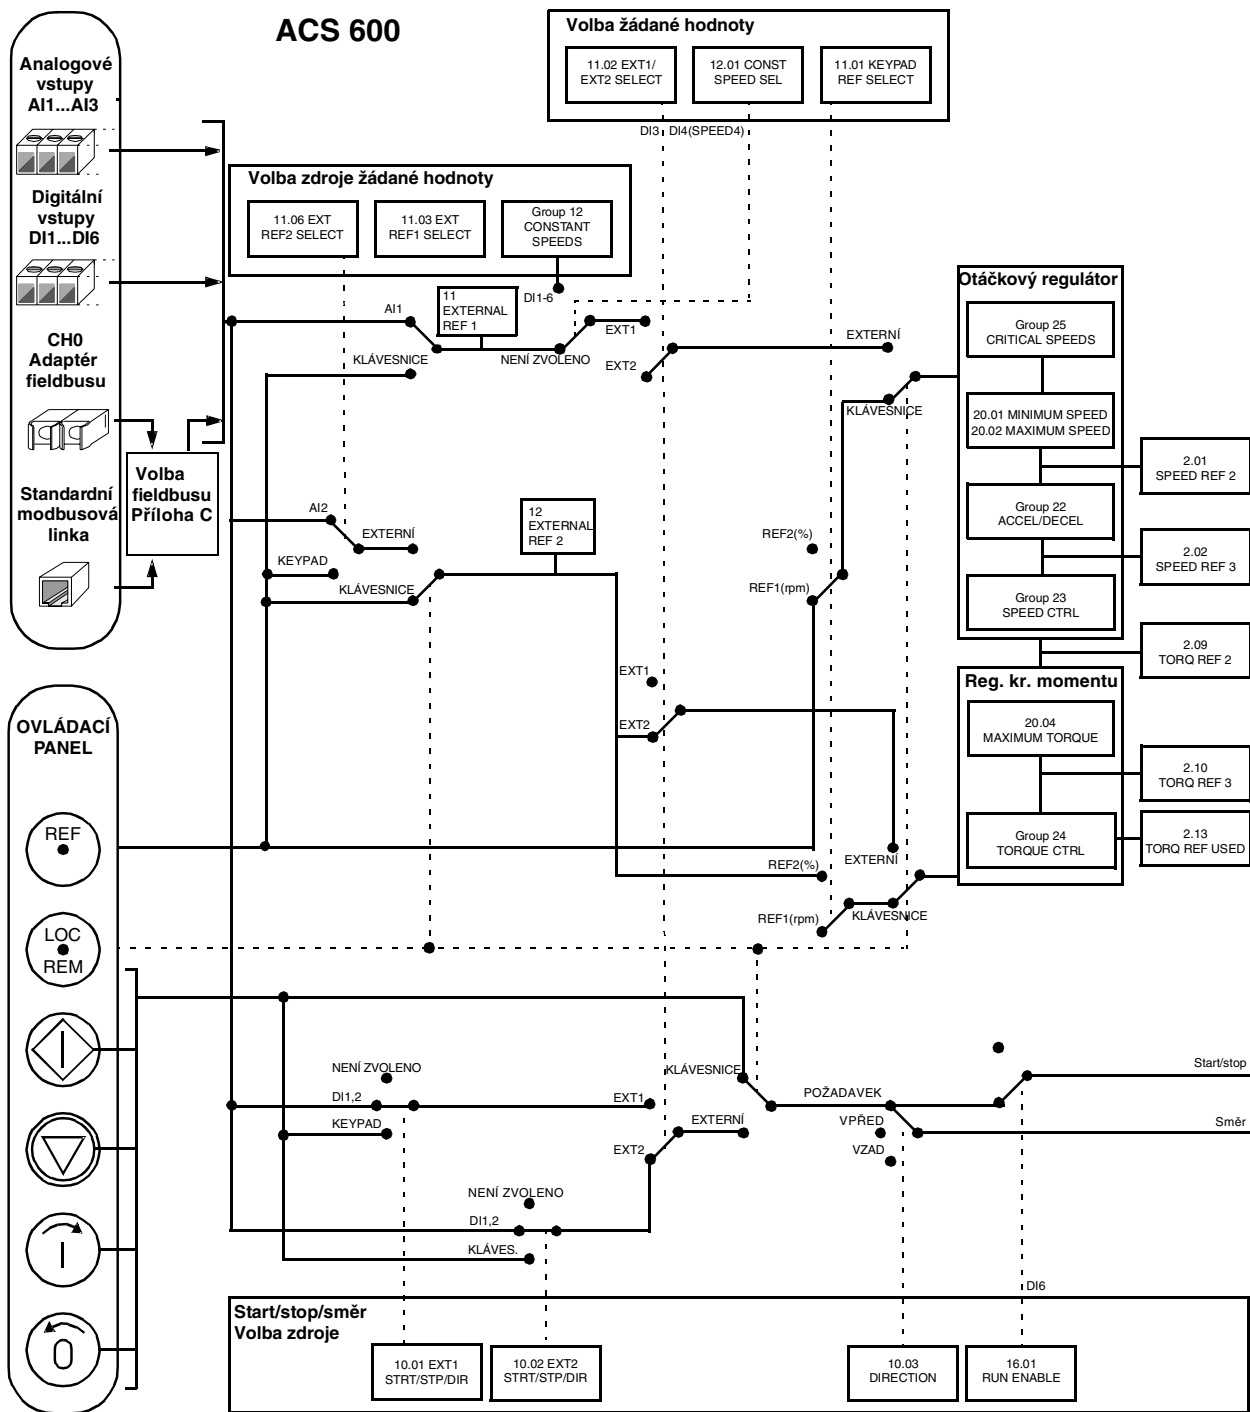 ACS 600
Analogové
vstupy
AI1...AI3
Digitální
vstupy
DI1...DI6
CH0
Adaptér
fieldbusu
Standardní
modbusová
linka
Volba
fieldbusu
Příloha C
Volba žádané hodnoty
11.02 EXT1/
EXT2 SELECT
12.01 CONST
SPEED SEL
11.01 KEYPAD
REF SELECT
DI3
DI4(SPEED4)
Volba zdroje žádané hodnoty
11.06 EXT
REF2 SELECT
11.03 EXT
REF1 SELECT
Group 12
CONSTANT
SPEEDS
DI1-6
AI1
11
EXTERNAL
REF 1
KLÁVESNICE
NENÍ ZVOLENO
EXT1
EXT2
EXTERNÍ
KLÁVESNICE
Otáčkový regulátor
Group 25
CRITICAL SPEEDS
20.01 MINIMUM SPEED
20.02 MAXIMUM SPEED
2.01
SPEED REF 2
Group 22
ACCEL/DECEL
2.02
SPEED REF 3
Group 23
SPEED CTRL
2.09
TORQ REF 2
AI2
EXTERNÍ
KEYPAD
KLÁVESNICE
12
EXTERNAL
REF 2
REF2(%)
REF1(rpm)
EXT1
EXT2
Reg. kr. momentu
20.04
MAXIMUM TORQUE
2.10
TORQ REF 3
Group 24
TORQUE CTRL
2.13
TORQ REF USED
EXTERNÍ
REF2(%)
REF1(rpm)
KLÁVESNICE
OVLÁDACÍ
PANEL
REF
LOC
REM
NENÍ ZVOLENO
DI1,2
KEYPAD
EXT1
EXT2
KLÁVESNICE
EXTERNÍ
POŽADAVEK
VPŘED
VZAD
Start/stop
Směr
NENÍ ZVOLENO
DI1,2
KLÁVES.
DI6
Start/stop/směr
Volba zdroje
10.01 EXT1
STRT/STP/DIR
10.02 EXT2
STRT/STP/DIR
10.03
DIRECTION
16.01
RUN ENABLE